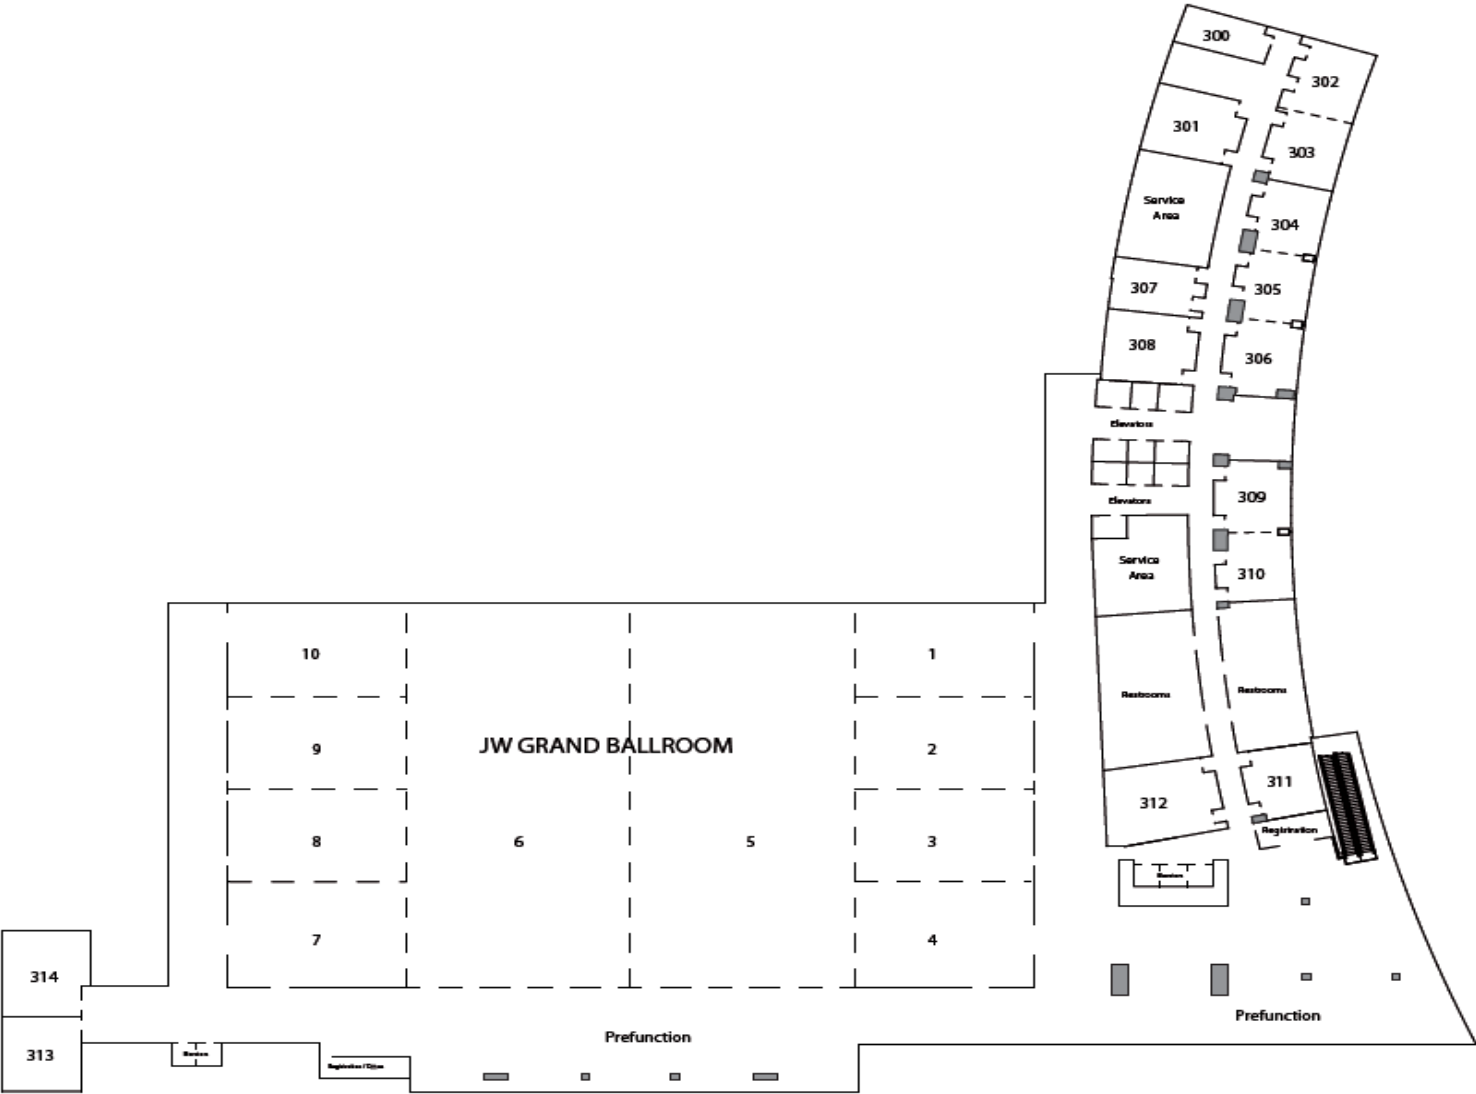 300
302
301
303
Service
Area
304
307
305
308
306
Elevators
Elevators
309
Service
Area
310
10
1
Restrooms
Restrooms
JW GRAND BALLROOM
9
2
311
312
Registration
8
6
5
3
7
4
314
Prefunction
Prefunction
313
Registration / Office